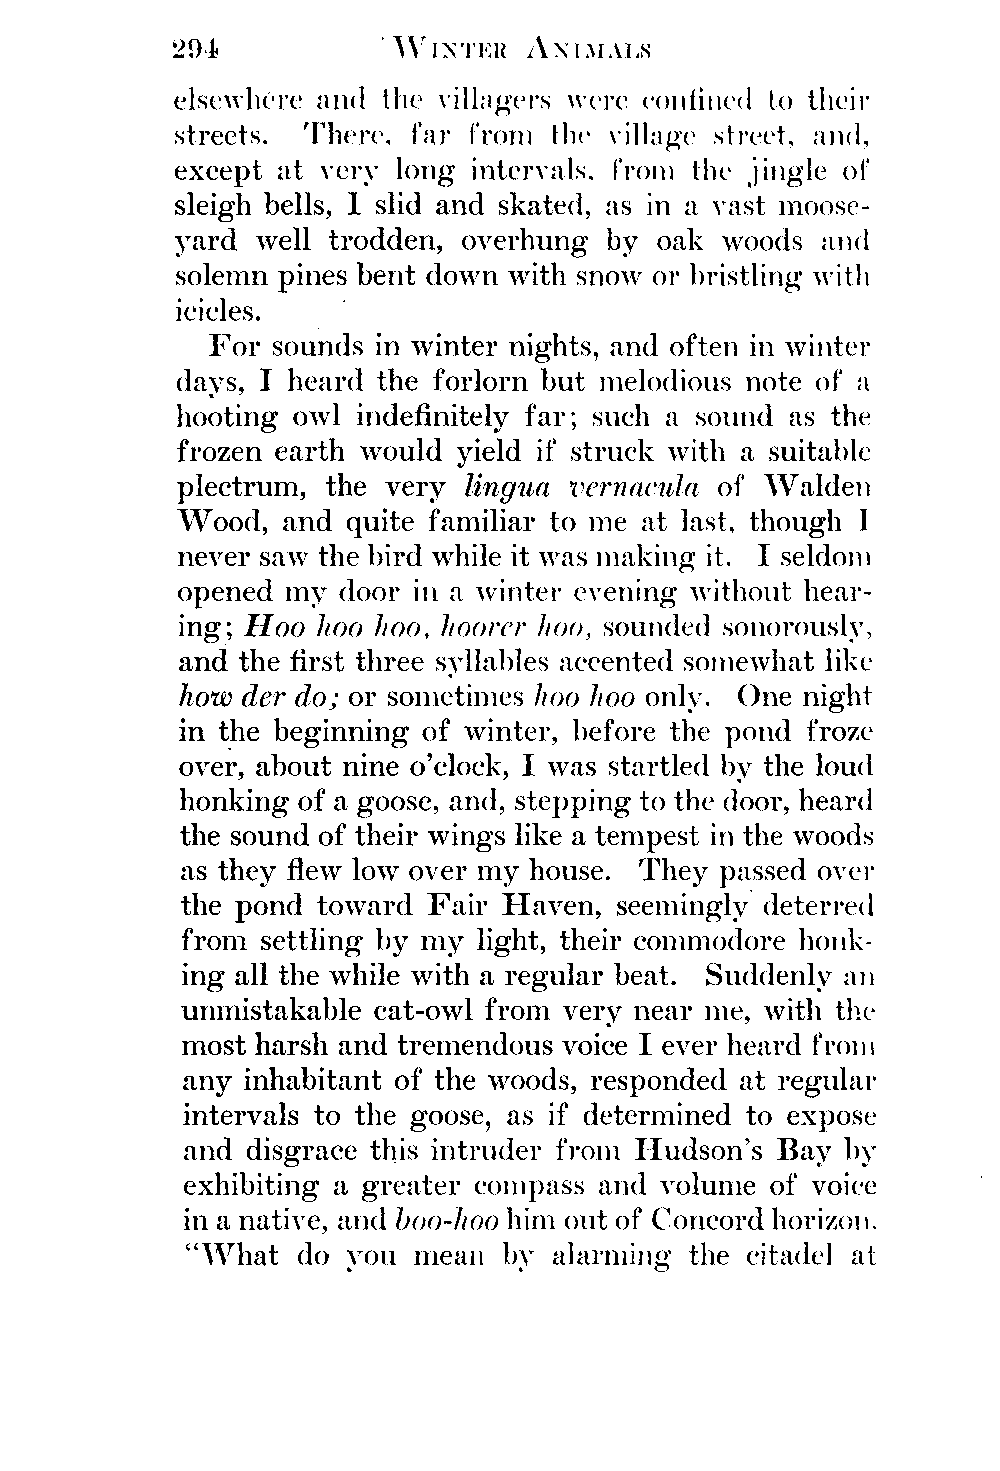 294 Winter Animals
elsewhere and the villagers were confined to their
streets. There, far from the village street, and,
except at very long intervals, from the jingle of
sleigh bells, I slid and skated, as in a vast moose-
yard well trodden, overhung by oak woods and
solemn pines bent down with snow or bristling with
icicles.
For sounds in winter nights, and often in winter
days, I heard the forlorn but melodious note of a
hooting owl indefinitely far; such a sound as the
frozen earth would yield if struck with a suitable
plectrum, the very lingua vernacula of Walden
Wood, and quite familiar to me at last, though I
never saw the bird while it was making it. I seldom
opened my door in a winter evening without hear-
ing; Hoo hoo hoo, hoorer hoo, sounded sonorously,
and the first three syllables accented somewhat like
how der do; or sometimes hoo hoo only. One night
in the beginning of winter, before the pond froze
over, about nine o'clock, I was startled by the loud
honking of a goose, and, stepping to the door, heard
the sound of their wings like a tempest in the woods
as they flew low over my house. They passed over
the pond toward Fair Haven, seemingly deterred
from settling by my light, their commodore honk-
ing all the while with a regular beat. Suddenly an
unmistakable cat-owl from very near me, with the
most harsh and tremendous voice I ever heard from
any inhabitant of the woods, responded at regular
intervals to the goose, as if determined to expose
and disgrace this intruder from Hudson's Bay by
exhibiting a greater compass and volume of voice
in a native, and boo-hoo him out of Concord horizon.
"What do you mean by alarming the citadel at